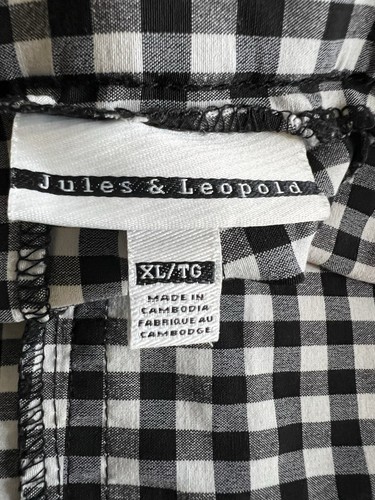 Jules & Leopold
XL/TG
MADE IN
CAMBODIA
FABRIQUE AU
CAMBODGE